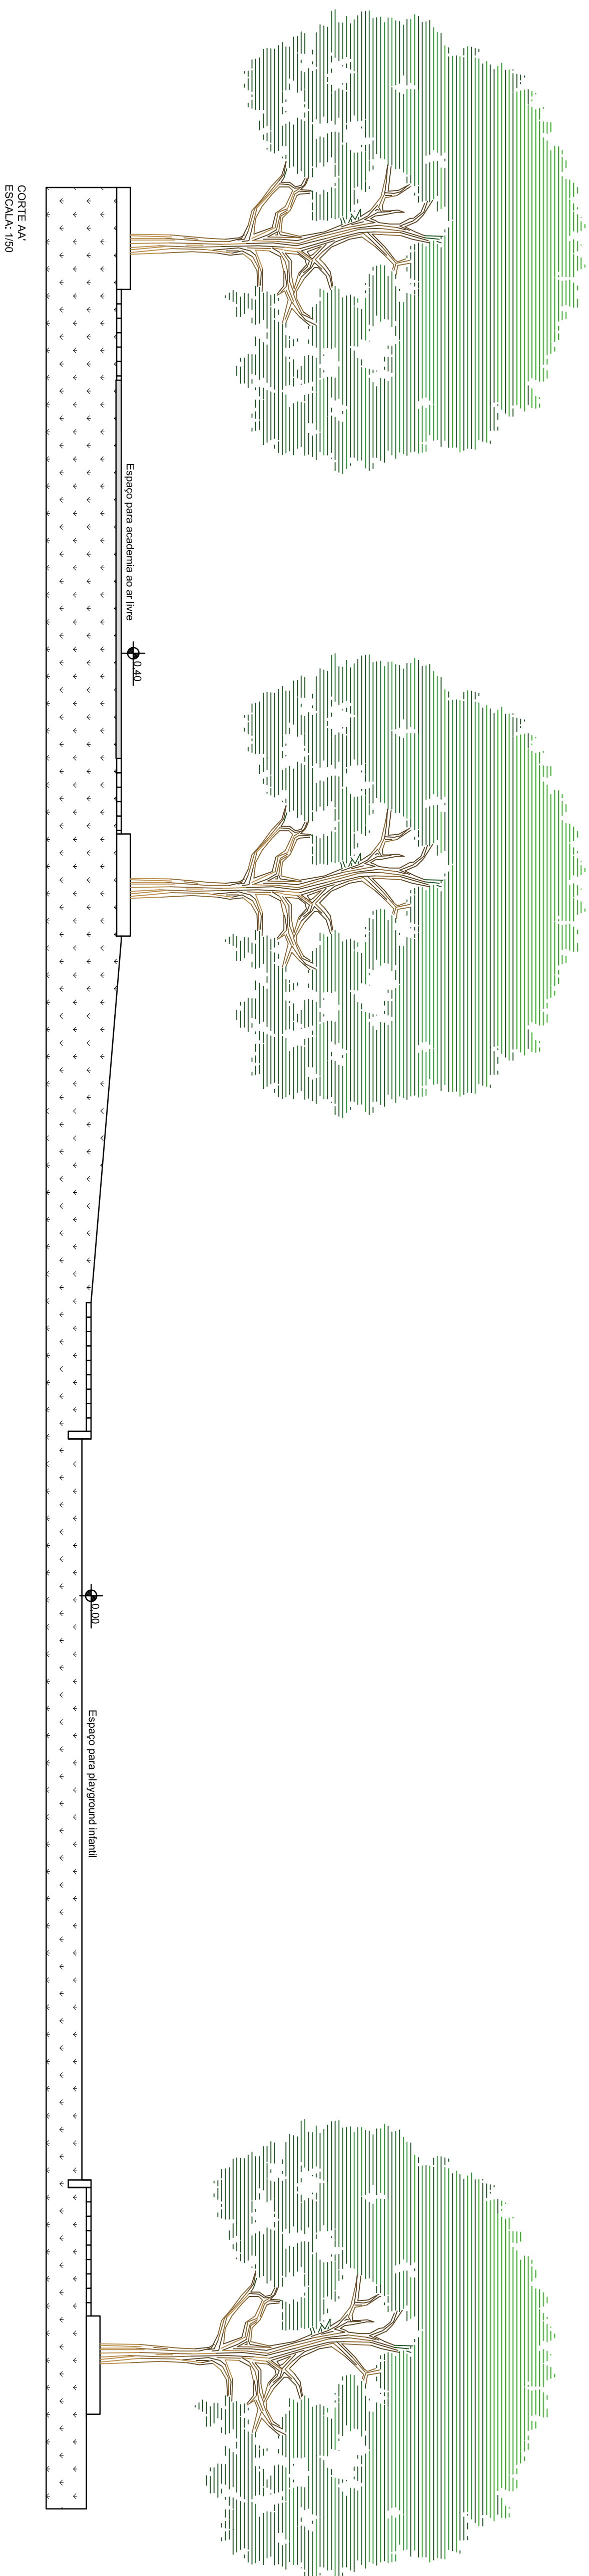 Espaço para academia ao ar livre
0.40
0.00
Espaço para playground infantil
CORTE AA'
ESCALA: 1/50